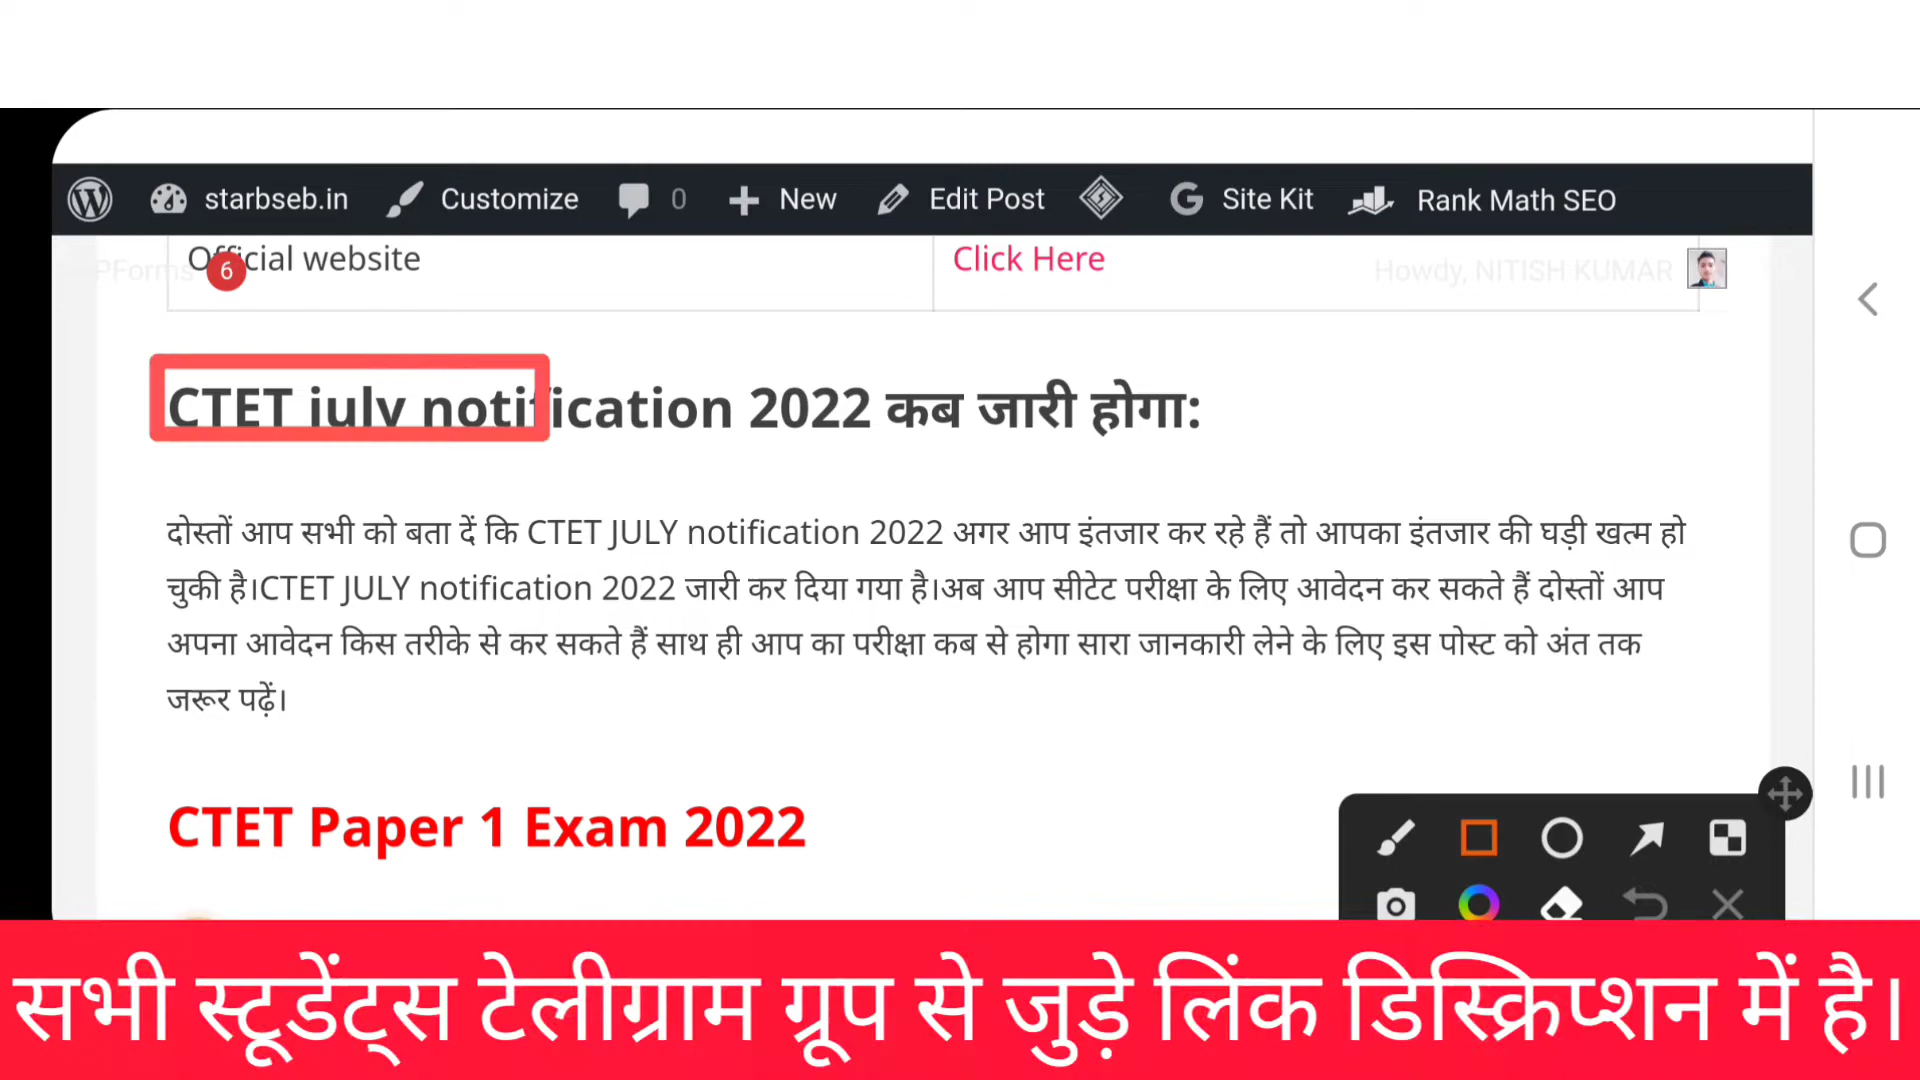 starbseb.in Customize 0 New Edit Post Site Kit Rank Math SEO
Official website Click Here
PForms 6 Howdy, NITISH KUMAR
CTET july notification 2022 कब जारी होगा:
दोस्तों आप सभी को बता दें कि CTET JULY notification 2022 अगर आप इंतजार कर रहे हैं तो आपका इंतजार की घड़ी खत्म हो
चुकी है।CTET JULY notification 2022 जारी कर दिया गया है।अब आप सीटेट परीक्षा के लिए आवेदन कर सकते हैं दोस्तों आप
अपना आवेदन किस तरीके से कर सकते हैं साथ ही आप का परीक्षा कब से होगा सारा जानकारी लेने के लिए इस पोस्ट को अंत तक
जरूर पढ़ें।
CTET Paper 1 Exam 2022
सभी स्टूडेंट्स टेलीग्राम ग्रूप से जुड़े लिंक डिस्क्रिप्शन में है।